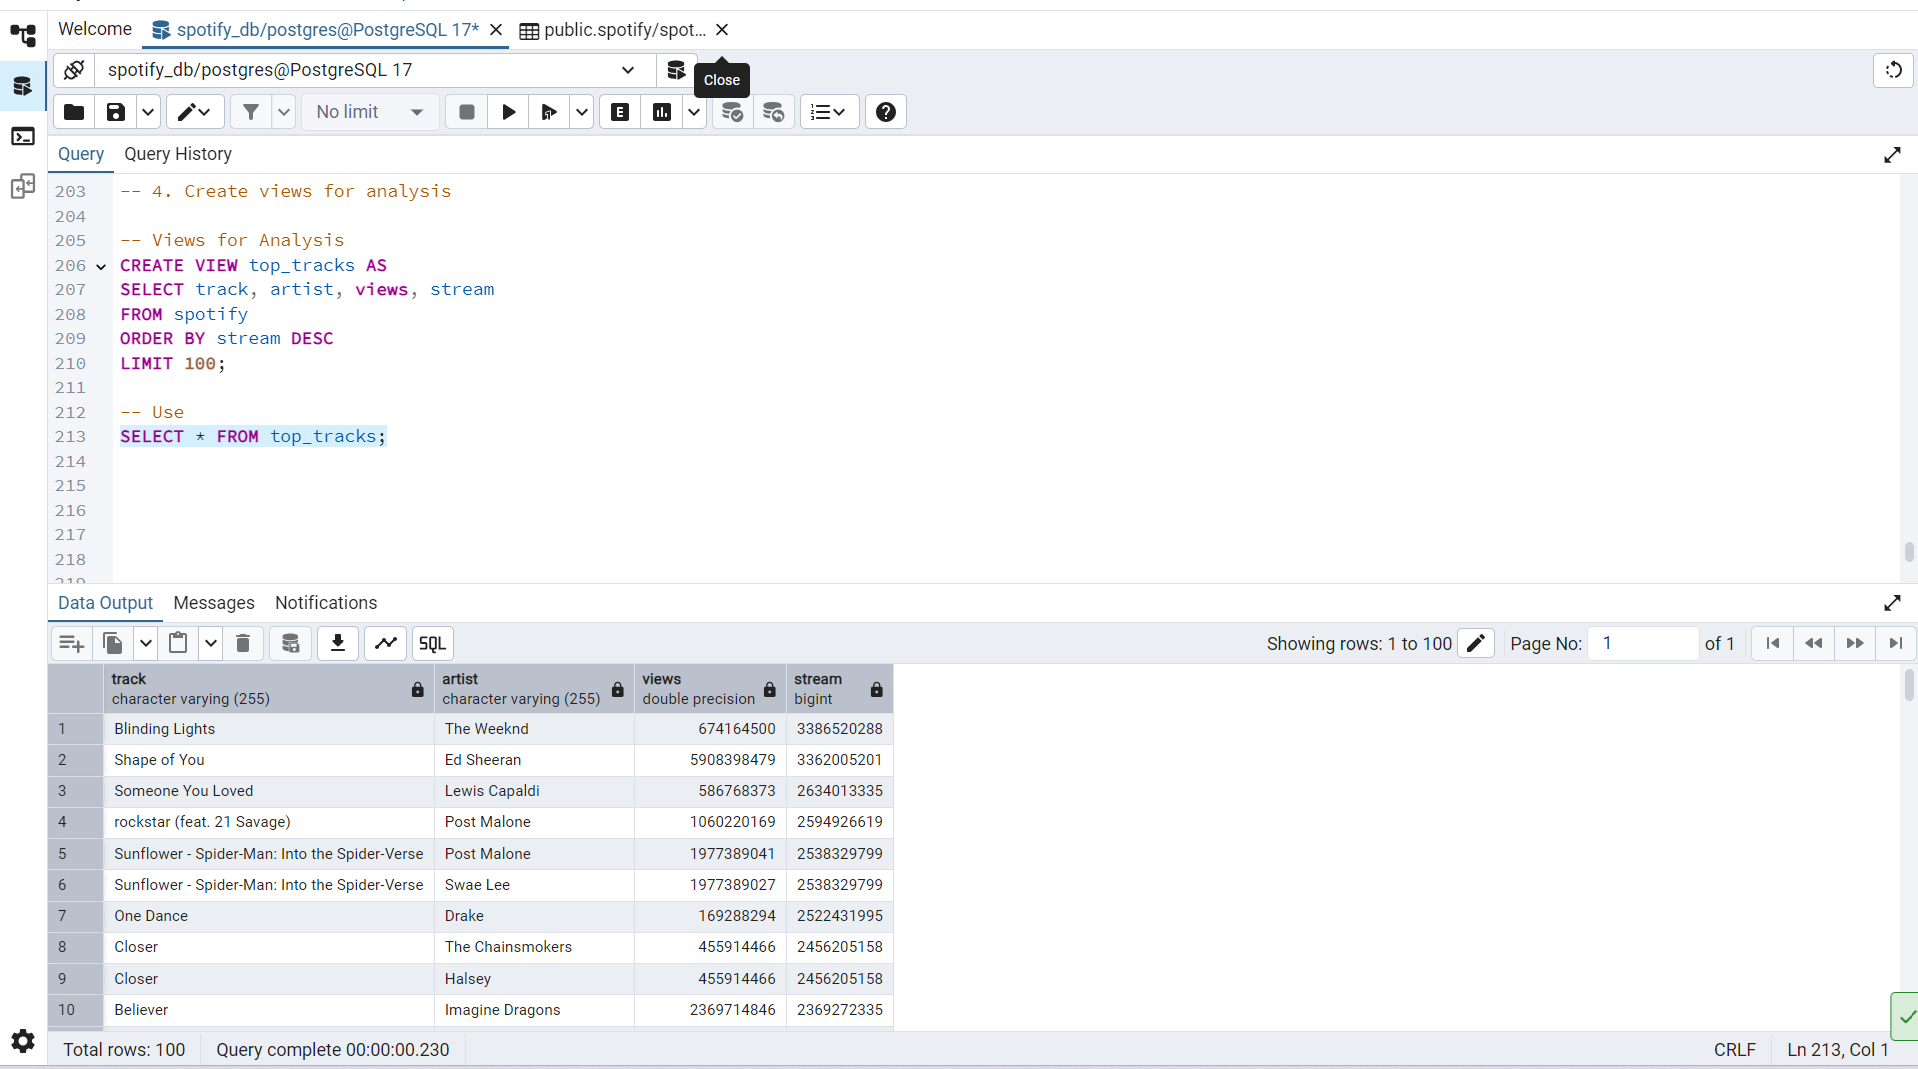 Welcome
spotify_db/postgres@PostgreSQL 17*
public.spotify/spot...
spotify_db/postgres@PostgreSQL 17
Close
No limit
E
Query Query History
203 -- 4. Create views for analysis
204
205 -- Views for Analysis
206 CREATE VIEW top_tracks AS
207 SELECT track, artist, views, stream
208 FROM spotify
209 ORDER BY stream DESC
210 LIMIT 100;
211
212 -- Use
213 SELECT * FROM top_tracks;
214
215
216
217
218
219
Data Output Messages Notifications
SQL
Showing rows: 1 to 100
Page No: 1 of 1
track artist views stream
character varying (255) character varying (255) double precision bigint
1 Blinding Lights The Weeknd 674164500 3386520288
2 Shape of You Ed Sheeran 5908398479 3362005201
3 Someone You Loved Lewis Capaldi 586768373 2634013335
4 rockstar (feat. 21 Savage) Post Malone 1060220169 2594926619
5 Sunflower - Spider-Man: Into the Spider-Verse Post Malone 1977389041 2538329799
6 Sunflower - Spider-Man: Into the Spider-Verse Swae Lee 1977389027 2538329799
7 One Dance Drake 169288294 2522431995
8 Closer The Chainsmokers 455914466 2456205158
9 Closer Halsey 455914466 2456205158
10 Believer Imagine Dragons 2369714846 2369272335
Total rows: 100 Query complete 00:00:00.230 CRLF Ln 213, Col 1